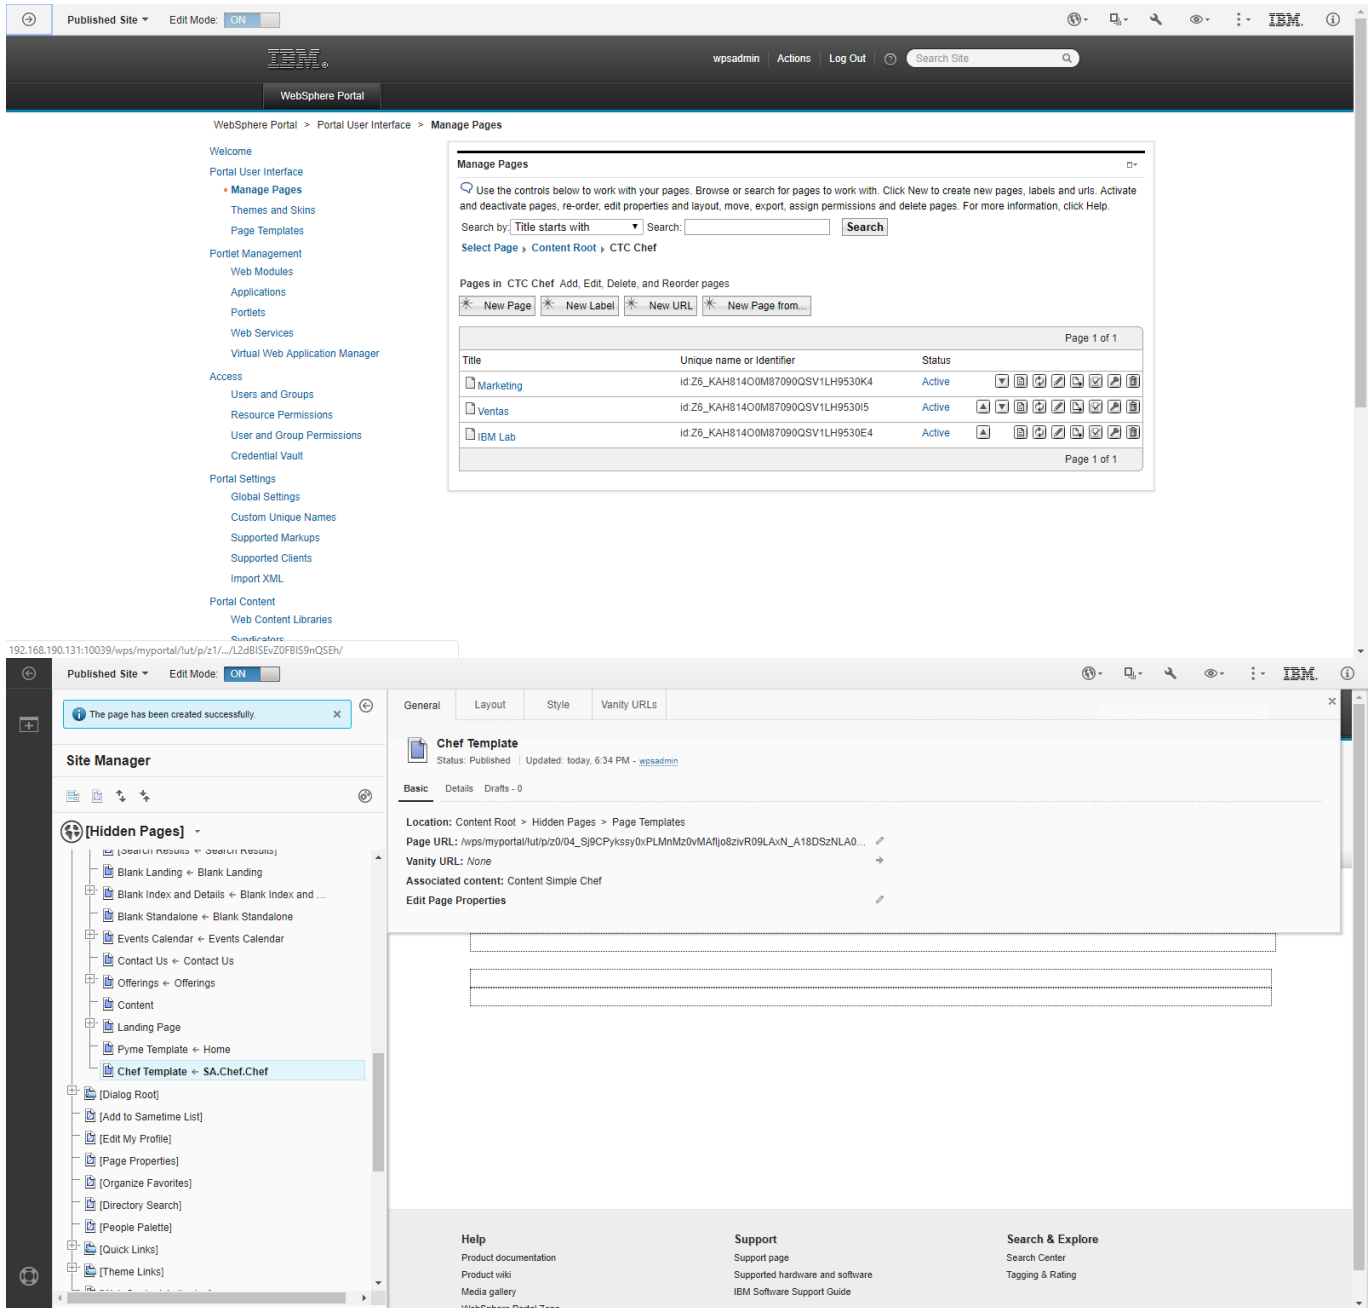 Published Site
Edit Mode: ON
IBM.
IBM.
wpsadmin Actions Log Out Search Site
WebSphere Portal
WebSphere Portal > Portal User Interface > Manage Pages
Welcome
Portal User Interface
Manage Pages
Themes and Skins
Page Templates
Portlet Management
Web Modules
Applications
Portlets
Web Services
Virtual Web Application Manager
Access
Users and Groups
Resource Permissions
User and Group Permissions
Credential Vault
Portal Settings
Global Settings
Custom Unique Names
Supported Markups
Supported Clients
Import XML
Portal Content
Web Content Libraries
Syndicators
192.168.190.131:10039/wps/myportal/!ut/p/z1/.../L2dBISEvZ0FBIS9nQSEh/
Manage Pages
Use the controls below to work with your pages. Browse or search for pages to work with. Click New to create new pages, labels and urls. Activate
and deactivate pages, re-order, edit properties and layout, move, export, assign permissions and delete pages. For more information, click Help.
Search by: Title starts with Search: Search
Select Page Content Root CTC Chef
Pages in CTC Chef Add, Edit, Delete, and Reorder pages
New Page New Label New URL New Page from...
Page 1 of 1
Title Unique name or Identifier Status
Marketing id:Z6_KAH814O0M87090QSV1LH9530K4 Active
Ventas id:Z6_KAH814O0M87090QSV1LH9530I5 Active
IBM Lab id:Z6_KAH814O0M87090QSV1LH9530E4 Active
Page 1 of 1
Published Site
Edit Mode: ON
IBM.
The page has been created successfully.
Site Manager
[Hidden Pages]
[Search Results ← Search Results]
Blank Landing ← Blank Landing
Blank Index and Details ← Blank Index and ...
Blank Standalone ← Blank Standalone
Events Calendar ← Events Calendar
Contact Us ← Contact Us
Offerings ← Offerings
Content
Landing Page
Pyme Template ← Home
Chef Template ← SA.Chef.Chef
[Dialog Root]
[Add to Sametime List]
[Edit My Profile]
[Page Properties]
[Organize Favorites]
[Directory Search]
[People Palette]
[Quick Links]
[Theme Links]
General Layout Style Vanity URLs
Chef Template
Status: Published Updated: today, 6:34 PM - wpsadmin
Basic Details Drafts - 0
Location: Content Root > Hidden Pages > Page Templates
Page URL: /wps/myportal/!ut/p/z0/04_Sj9CPykssy0xPLMnMz0vMAfIjo8zivR09LAxN_A18DSzNLA0...
Vanity URL: None
Associated content: Content Simple Chef
Edit Page Properties
Help
Product documentation
Product wiki
Media gallery
WebSphere Portal Zone
Support
Support page
Supported hardware and software
IBM Software Support Guide
Search & Explore
Search Center
Tagging & Rating